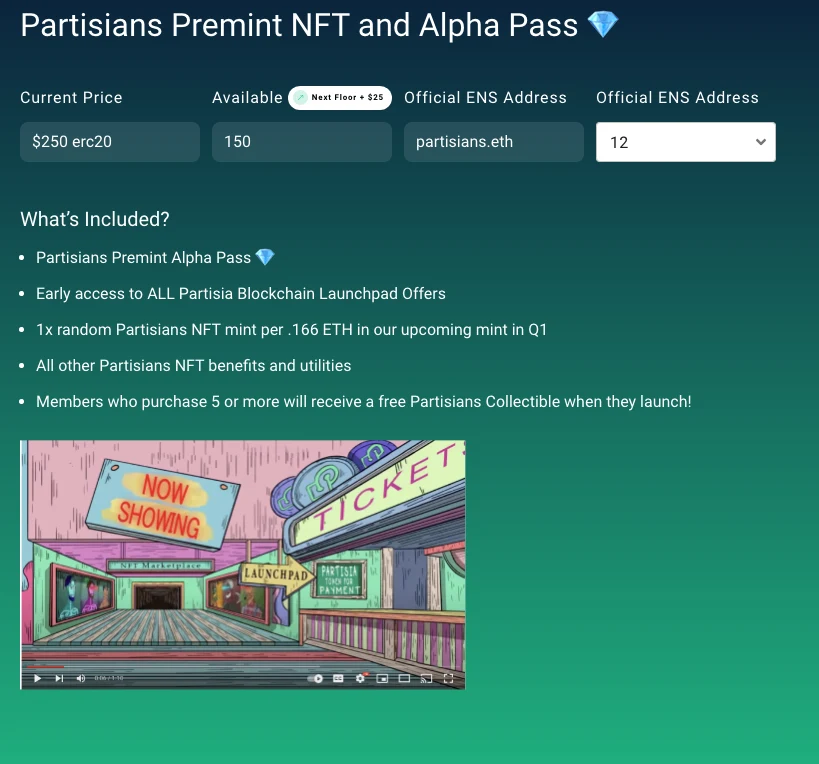 Partisians Premint NFT and Alpha Pass 💎
Current Price
Available
Next Floor + $25
Official ENS Address
Official ENS Address
$250 erc20
150
partisians.eth
12
What’s Included?
Partisians Premint Alpha Pass 💎
Early access to ALL Partisia Blockchain Launchpad Offers
1x random Partisians NFT mint per .166 ETH in our upcoming mint in Q1
All other Partisians NFT benefits and utilities
Members who purchase 5 or more will receive a free Partisians Collectible when they launch!
NOW
SHOWING
TICKET
NFT Marketplace
LAUNCHPAD
PARTISIA
TOKEN FOR
PAYMENT
0:06 / 1:10